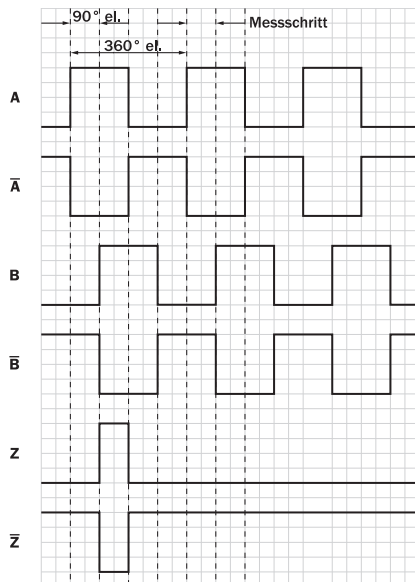 90° el.
Messschritt
360° el.
A
A̅
B
B̅
Z
Z̅